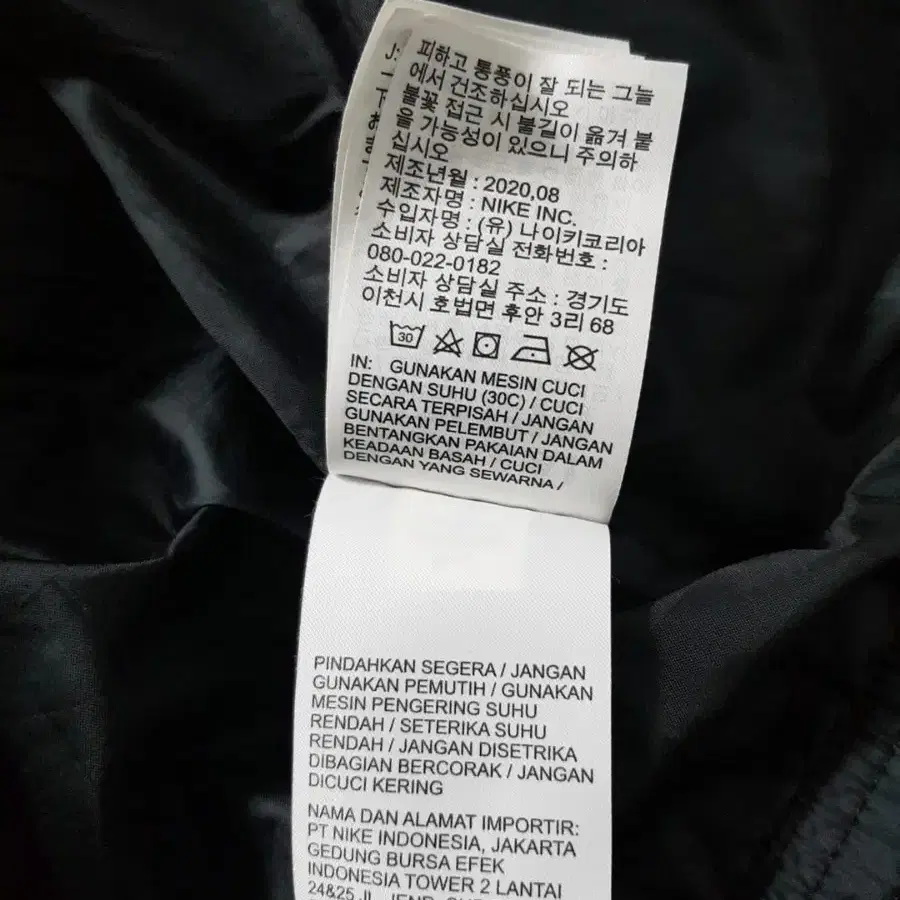 피하고 통풍이 잘 되는 그늘
에서 건조하십시오
불꽃 접근 시 불길이 옮겨 붙
을 가능성이 있으니 주의하
십시오
제조년월 : 2020,08
제조자명 : NIKE INC.
수입자명 : (유) 나이키코리아
소비자 상담실 전화번호 :
080-022-0182
소비자 상담실 주소 : 경기도
이천시 호법면 후안 3리 68
30
IN: GUNAKAN MESIN CUCI
DENGAN SUHU (30C) / CUCI
SECARA TERPISAH / JANGAN
GUNAKAN PELEMBUT / JANGAN
BENTANGKAN PAKAIAN DALAM
KEADAAN BASAH / CUCI
DENGAN YANG SEWARNA /
PINDAHKAN SEGERA / JANGAN
GUNAKAN PEMUTIH / GUNAKAN
MESIN PENGERING SUHU
RENDAH / SETERIKA SUHU
RENDAH / JANGAN DISETRIKA
DIBAGIAN BERCORAK / JANGAN
DICUCI KERING
NAMA DAN ALAMAT IMPORTIR:
PT NIKE INDONESIA, JAKARTA
GEDUNG BURSA EFEK
INDONESIA TOWER 2 LANTAI
24&25 JL. JEND.